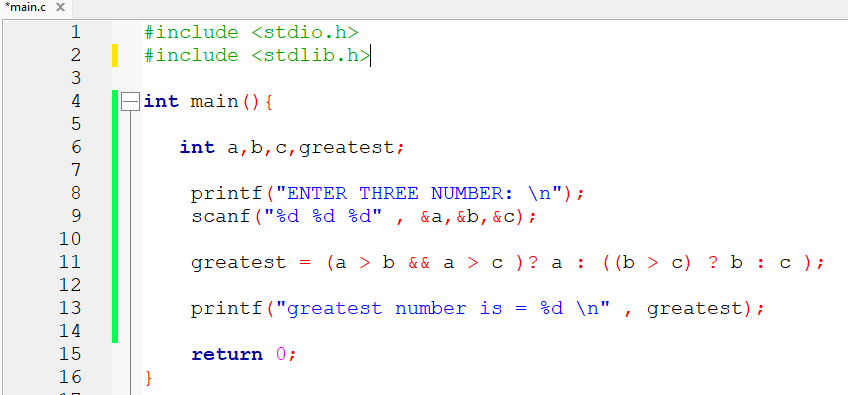 *main.c X
1 #include <stdio.h>
2 #include <stdlib.h>
3
4 int main(){
5
6 int a,b,c,greatest;
7
8 printf("ENTER THREE NUMBER: \n");
9 scanf("%d %d %d" , &a,&b,&c);
10
11 greatest = (a > b && a > c )? a : ((b > c) ? b : c );
12
13 printf("greatest number is = %d \n" , greatest);
14
15 return 0;
16 }